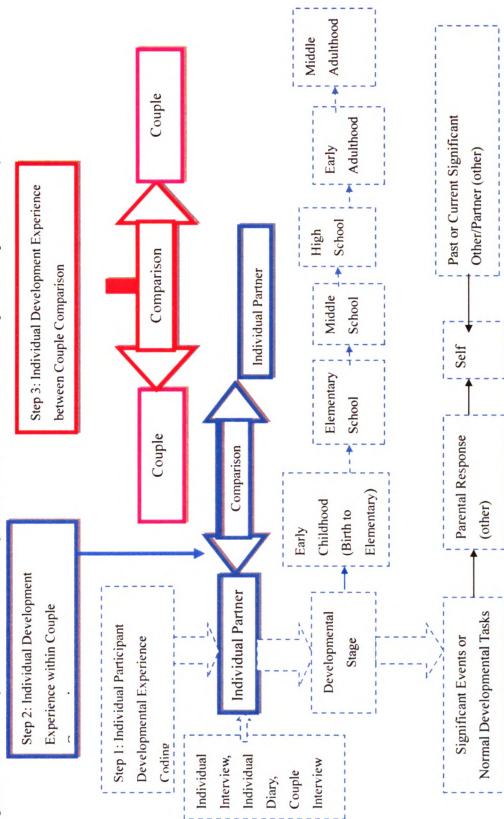 Step 3: Individual Development Experience
between Couple Comparison
Couple
Comparison
Couple
Step 2: Individual Development
Experience within Couple
Individual Partner
Comparison
Individual Partner
Step 1: Individual Participant
Developmental Experience
Coding
Individual
Interview,
Individual
Diary,
Couple
Interview
Developmental
Stage
Early
Childhood
(Birth to
Elementary)
Elementary
School
Middle
School
High
School
Early
Adulthood
Middle
Adulthood
Significant Events or
Normal Developmental Tasks
Parental Response
(other)
Self
Past or Current Significant
Other/Partner (other)